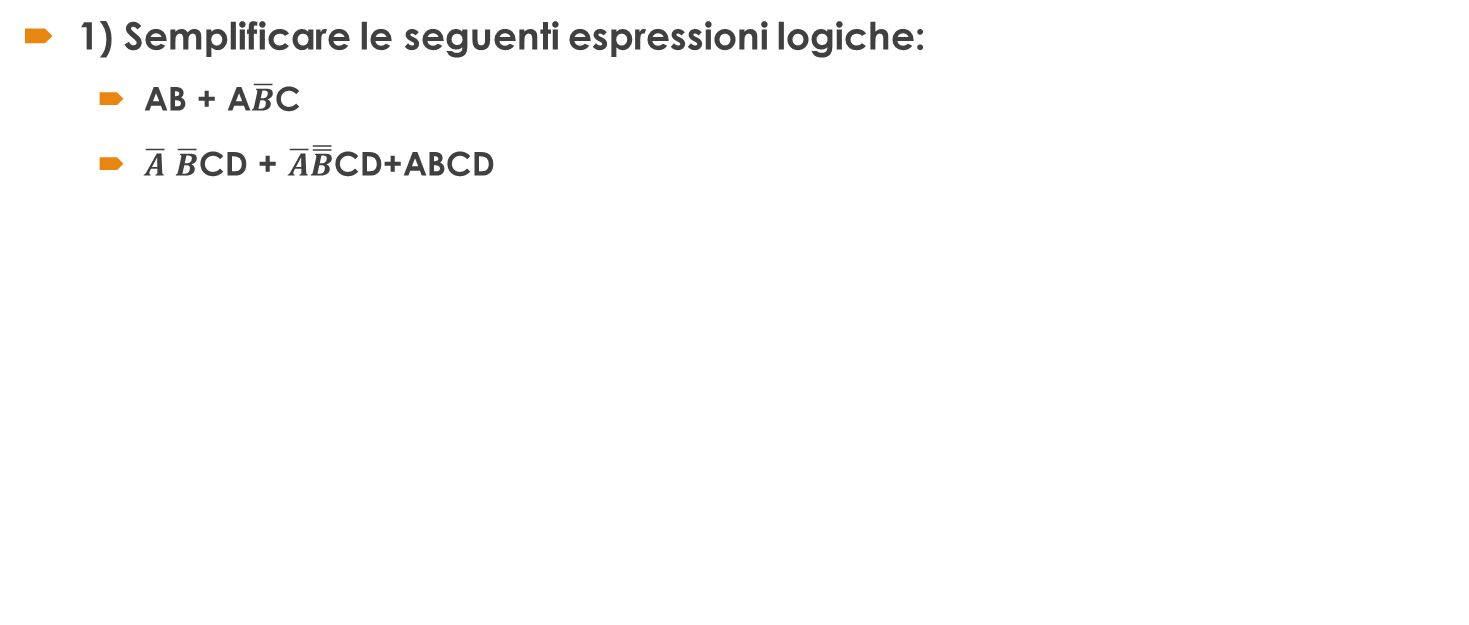 1) Semplificare le seguenti espressioni logiche:
AB + AB̅C
A̅ B̅CD + A̅B̿̅CD+ABCD